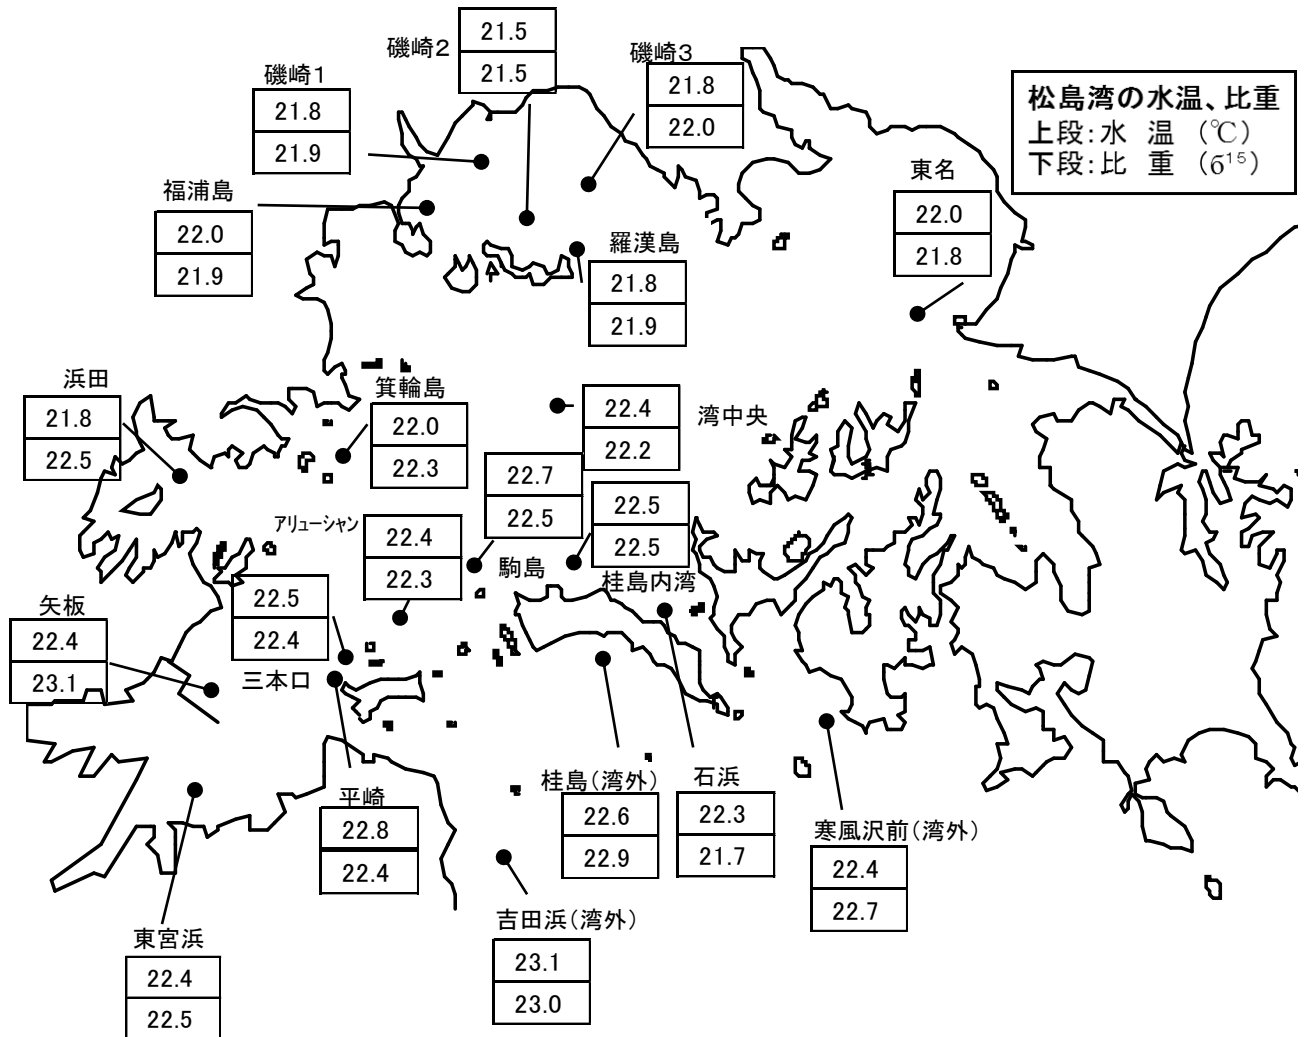 磯崎2
21.5
21.5
磯崎1
21.8
21.9
磯崎3
21.8
22.0
松島湾の水温、比重
上段:水 温 (℃)
下段:比 重 (б¹⁵)
福浦島
22.0
21.9
東名
22.0
21.8
羅漢島
21.8
21.9
浜田
21.8
22.5
箕輪島
22.0
22.3
22.4
22.2
湾中央
22.7
22.5
駒島
22.5
22.5
桂島内湾
アリューシャン
22.4
22.3
22.5
22.4
三本口
矢板
22.4
23.1
平崎
22.8
22.4
桂島(湾外)
22.6
22.9
石浜
22.3
21.7
寒風沢前(湾外)
22.4
22.7
東宮浜
22.4
22.5
吉田浜(湾外)
23.1
23.0